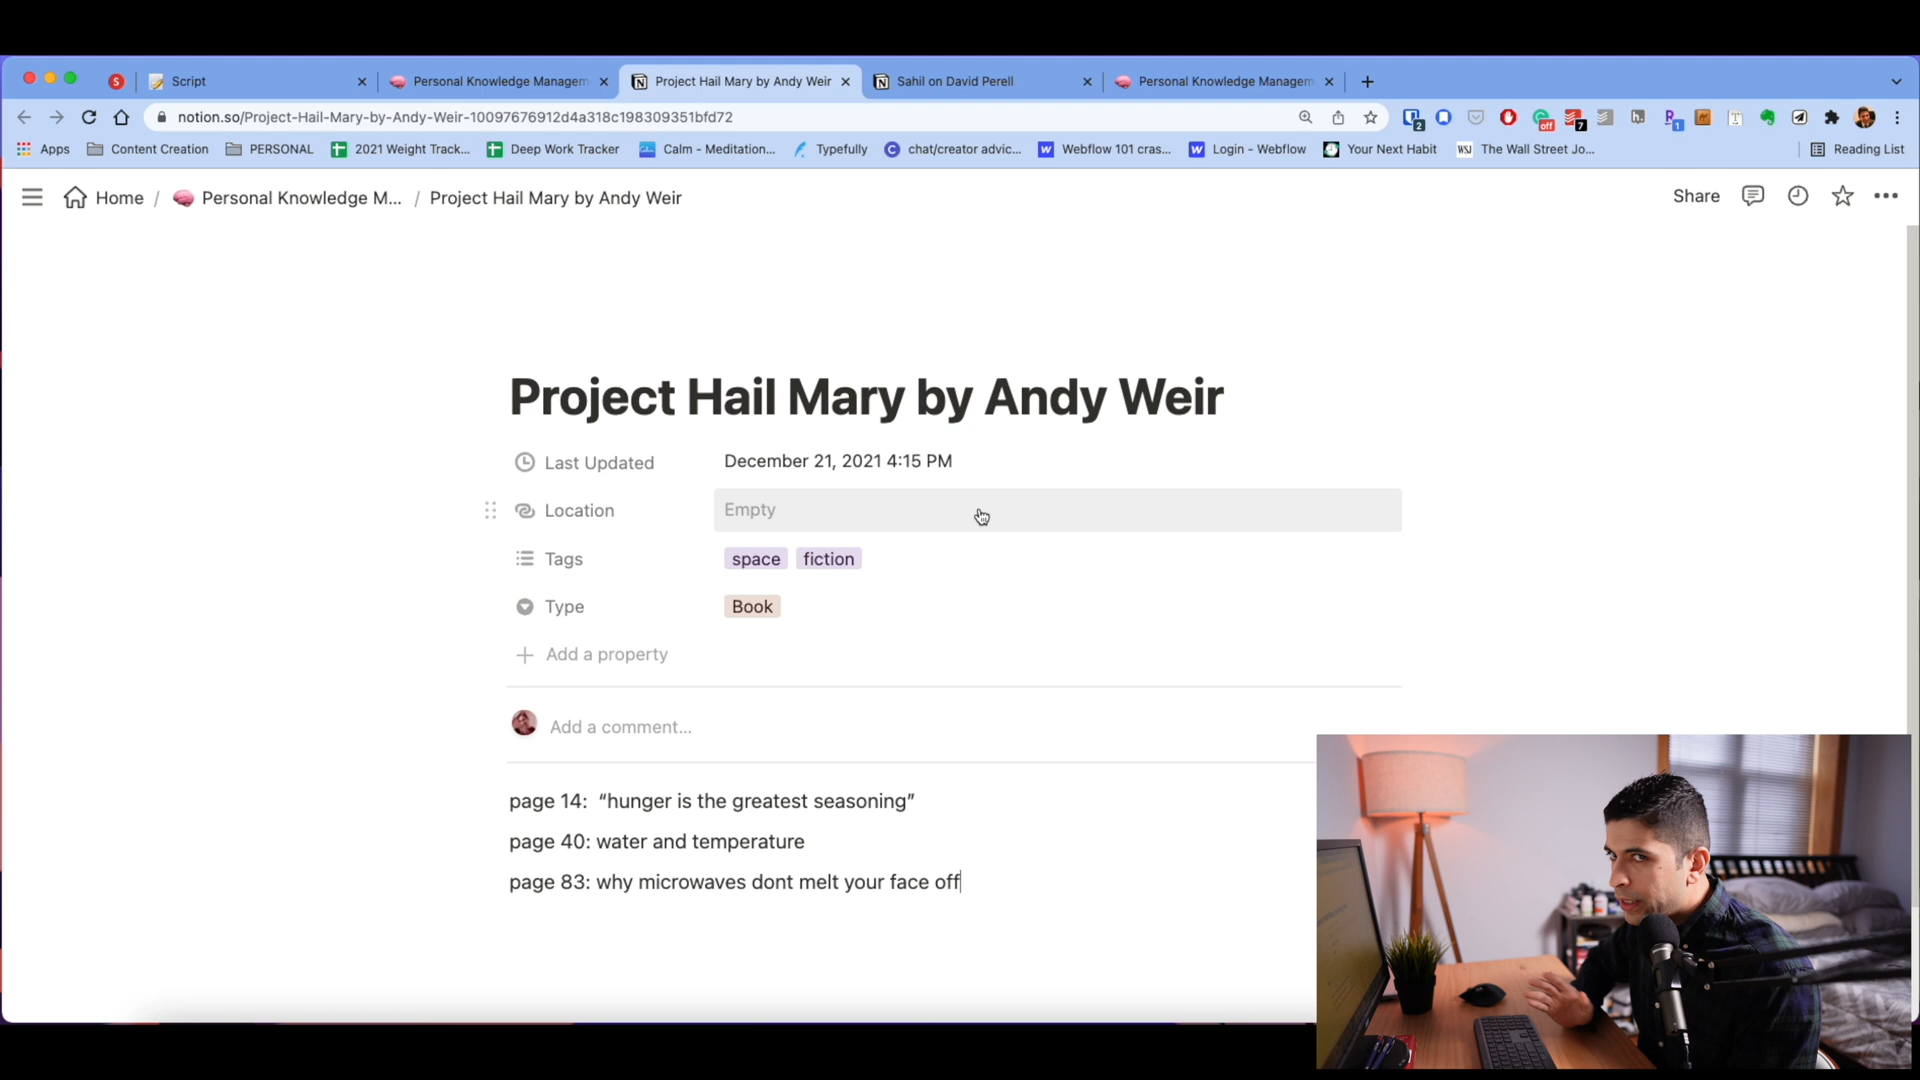 Script
Personal Knowledge Managem
Project Hail Mary by Andy Weir
Sahil on David Perell
Personal Knowledge Managem
notion.so/Project-Hail-Mary-by-Andy-Weir-10097676912d4a318c198309351bfd72
2
off
7
1
Apps
Content Creation
PERSONAL
2021 Weight Track...
Deep Work Tracker
Calm - Meditation...
Typefully
chat/creator advic...
Webflow 101 cras...
Login - Webflow
Your Next Habit
WSJ
The Wall Street Jo...
Reading List
Home / Personal Knowledge M... / Project Hail Mary by Andy Weir
Share
Project Hail Mary by Andy Weir
Last Updated December 21, 2021 4:15 PM
Location Empty
Tags space fiction
Type Book
Add a property
Add a comment...
page 14: “hunger is the greatest seasoning”
page 40: water and temperature
page 83: why microwaves dont melt your face off